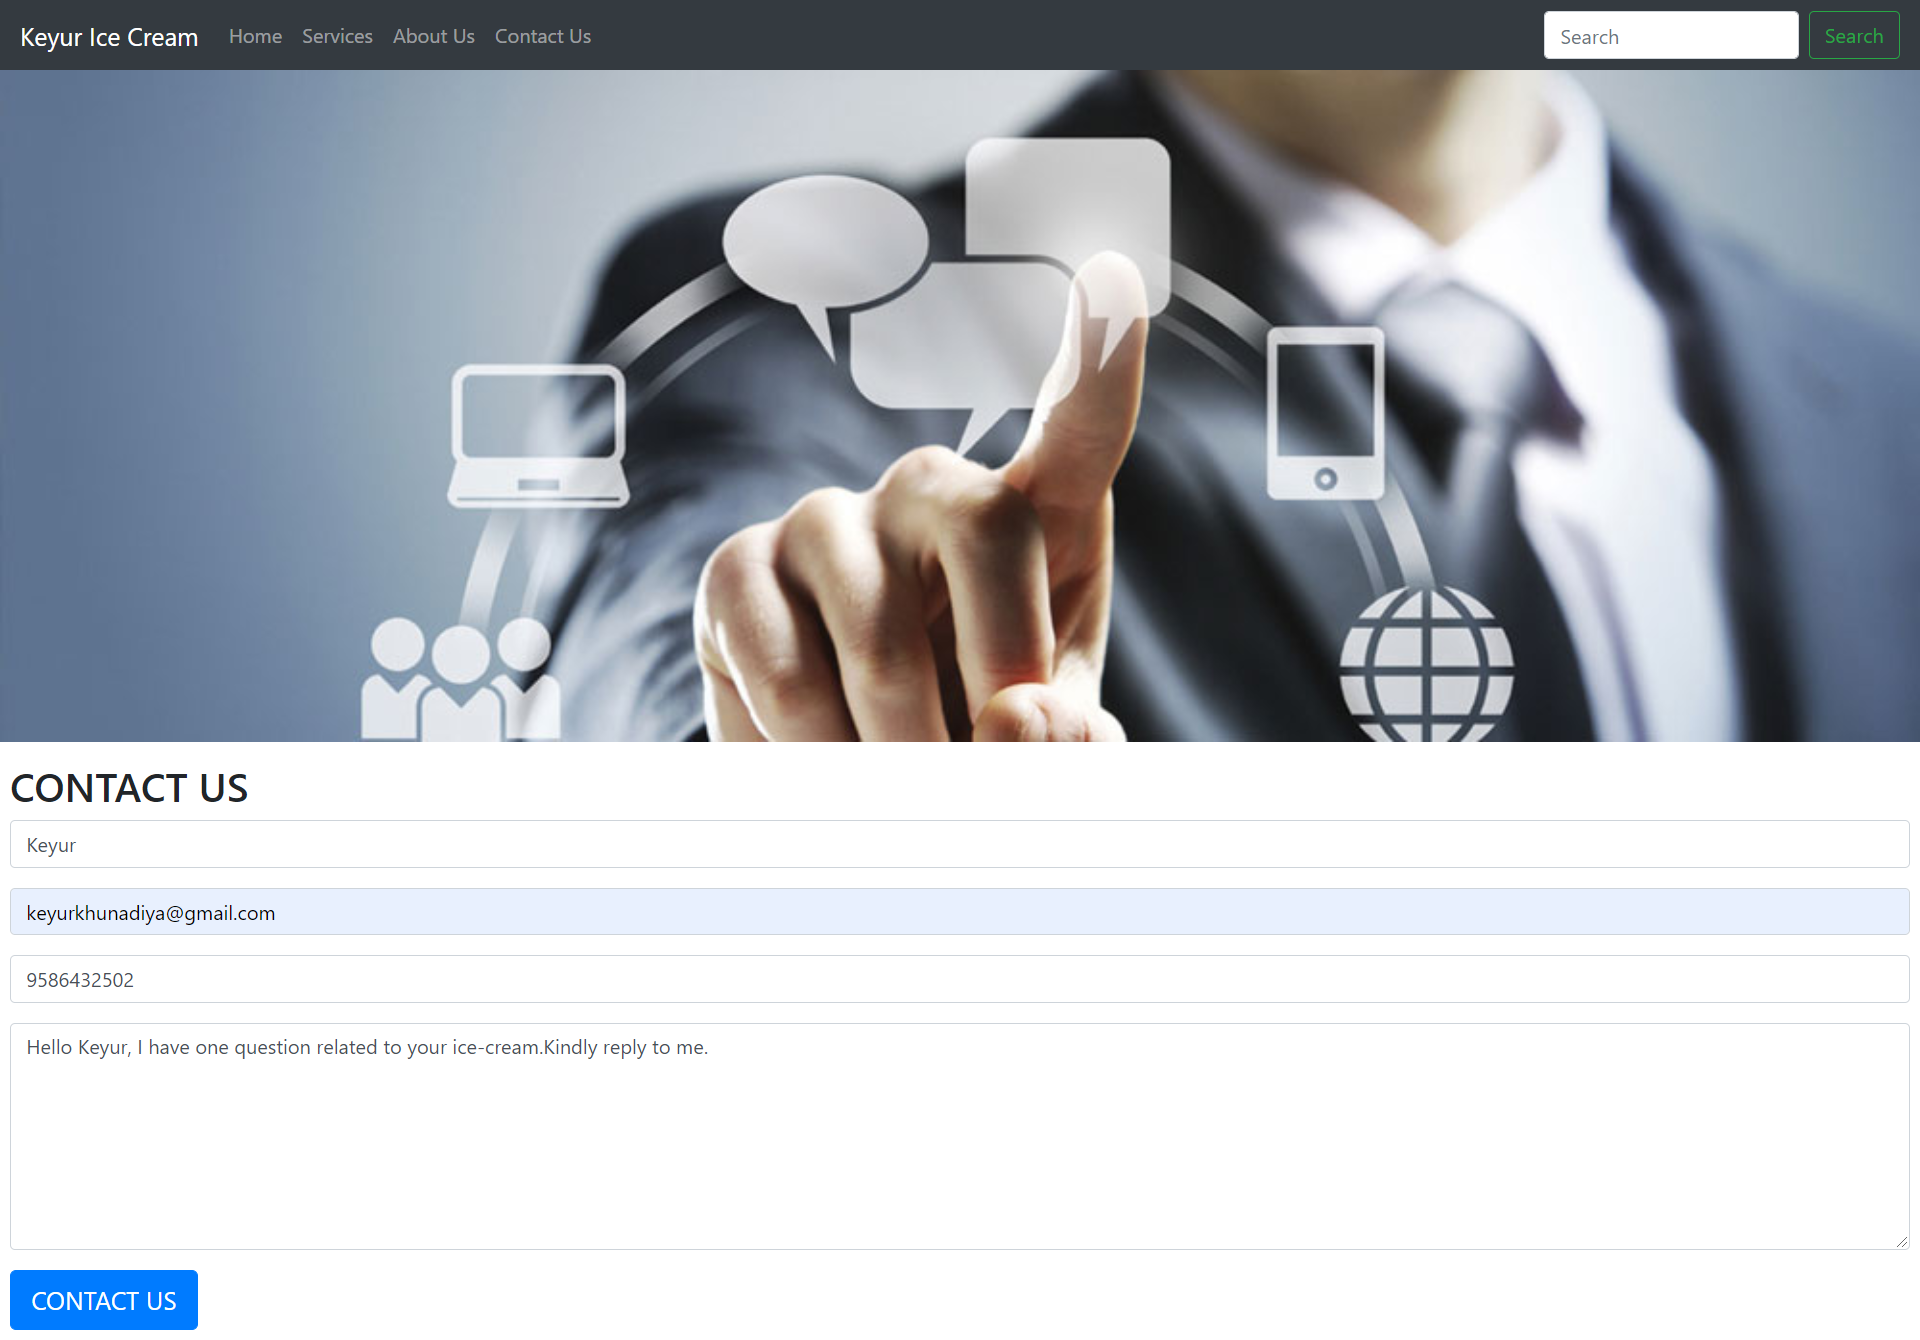 Keyur Ice Cream Home Services About Us Contact Us Search Search
CONTACT US
Keyur
keyurkhunadiya@gmail.com
9586432502
Hello Keyur, I have one question related to your ice-cream.Kindly reply to me.
CONTACT US